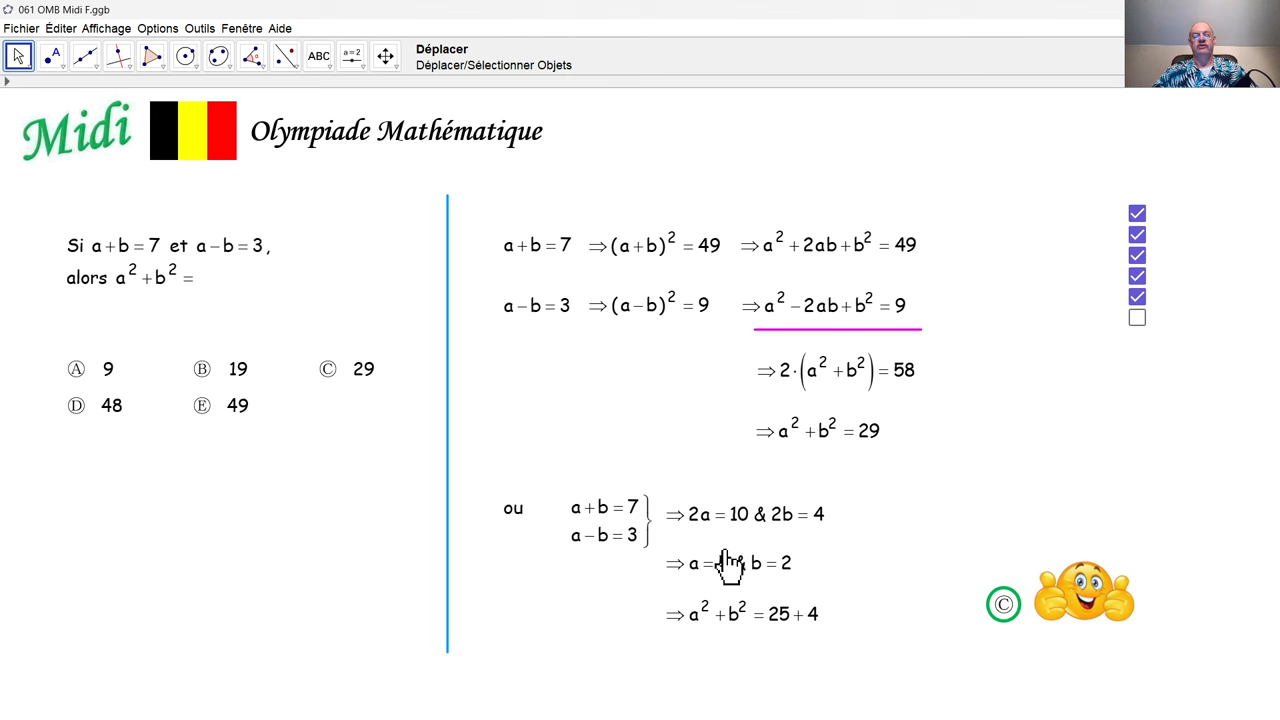 061 OMB Midi F.ggb
Fichier Éditer Affichage Options Outils Fenêtre Aide
A ABC a=2
Déplacer
Déplacer/Sélectionner Objets
Midi Olympiade Mathématique
Si a+b=7 et a−b=3,
alors a²+b²=
Ⓐ 9 Ⓑ 19 Ⓒ 29
Ⓓ 48 Ⓔ 49
a+b=7 ⇒(a+b)²=49 ⇒a²+2ab+b²=49
a−b=3 ⇒(a−b)²=9 ⇒a²−2ab+b²=9
⇒2·(a²+b²)=58
⇒a²+b²=29
ou a+b=7
a−b=3
⇒2a=10 & 2b=4
⇒a= b=2
⇒a²+b²=25+4
Ⓒ